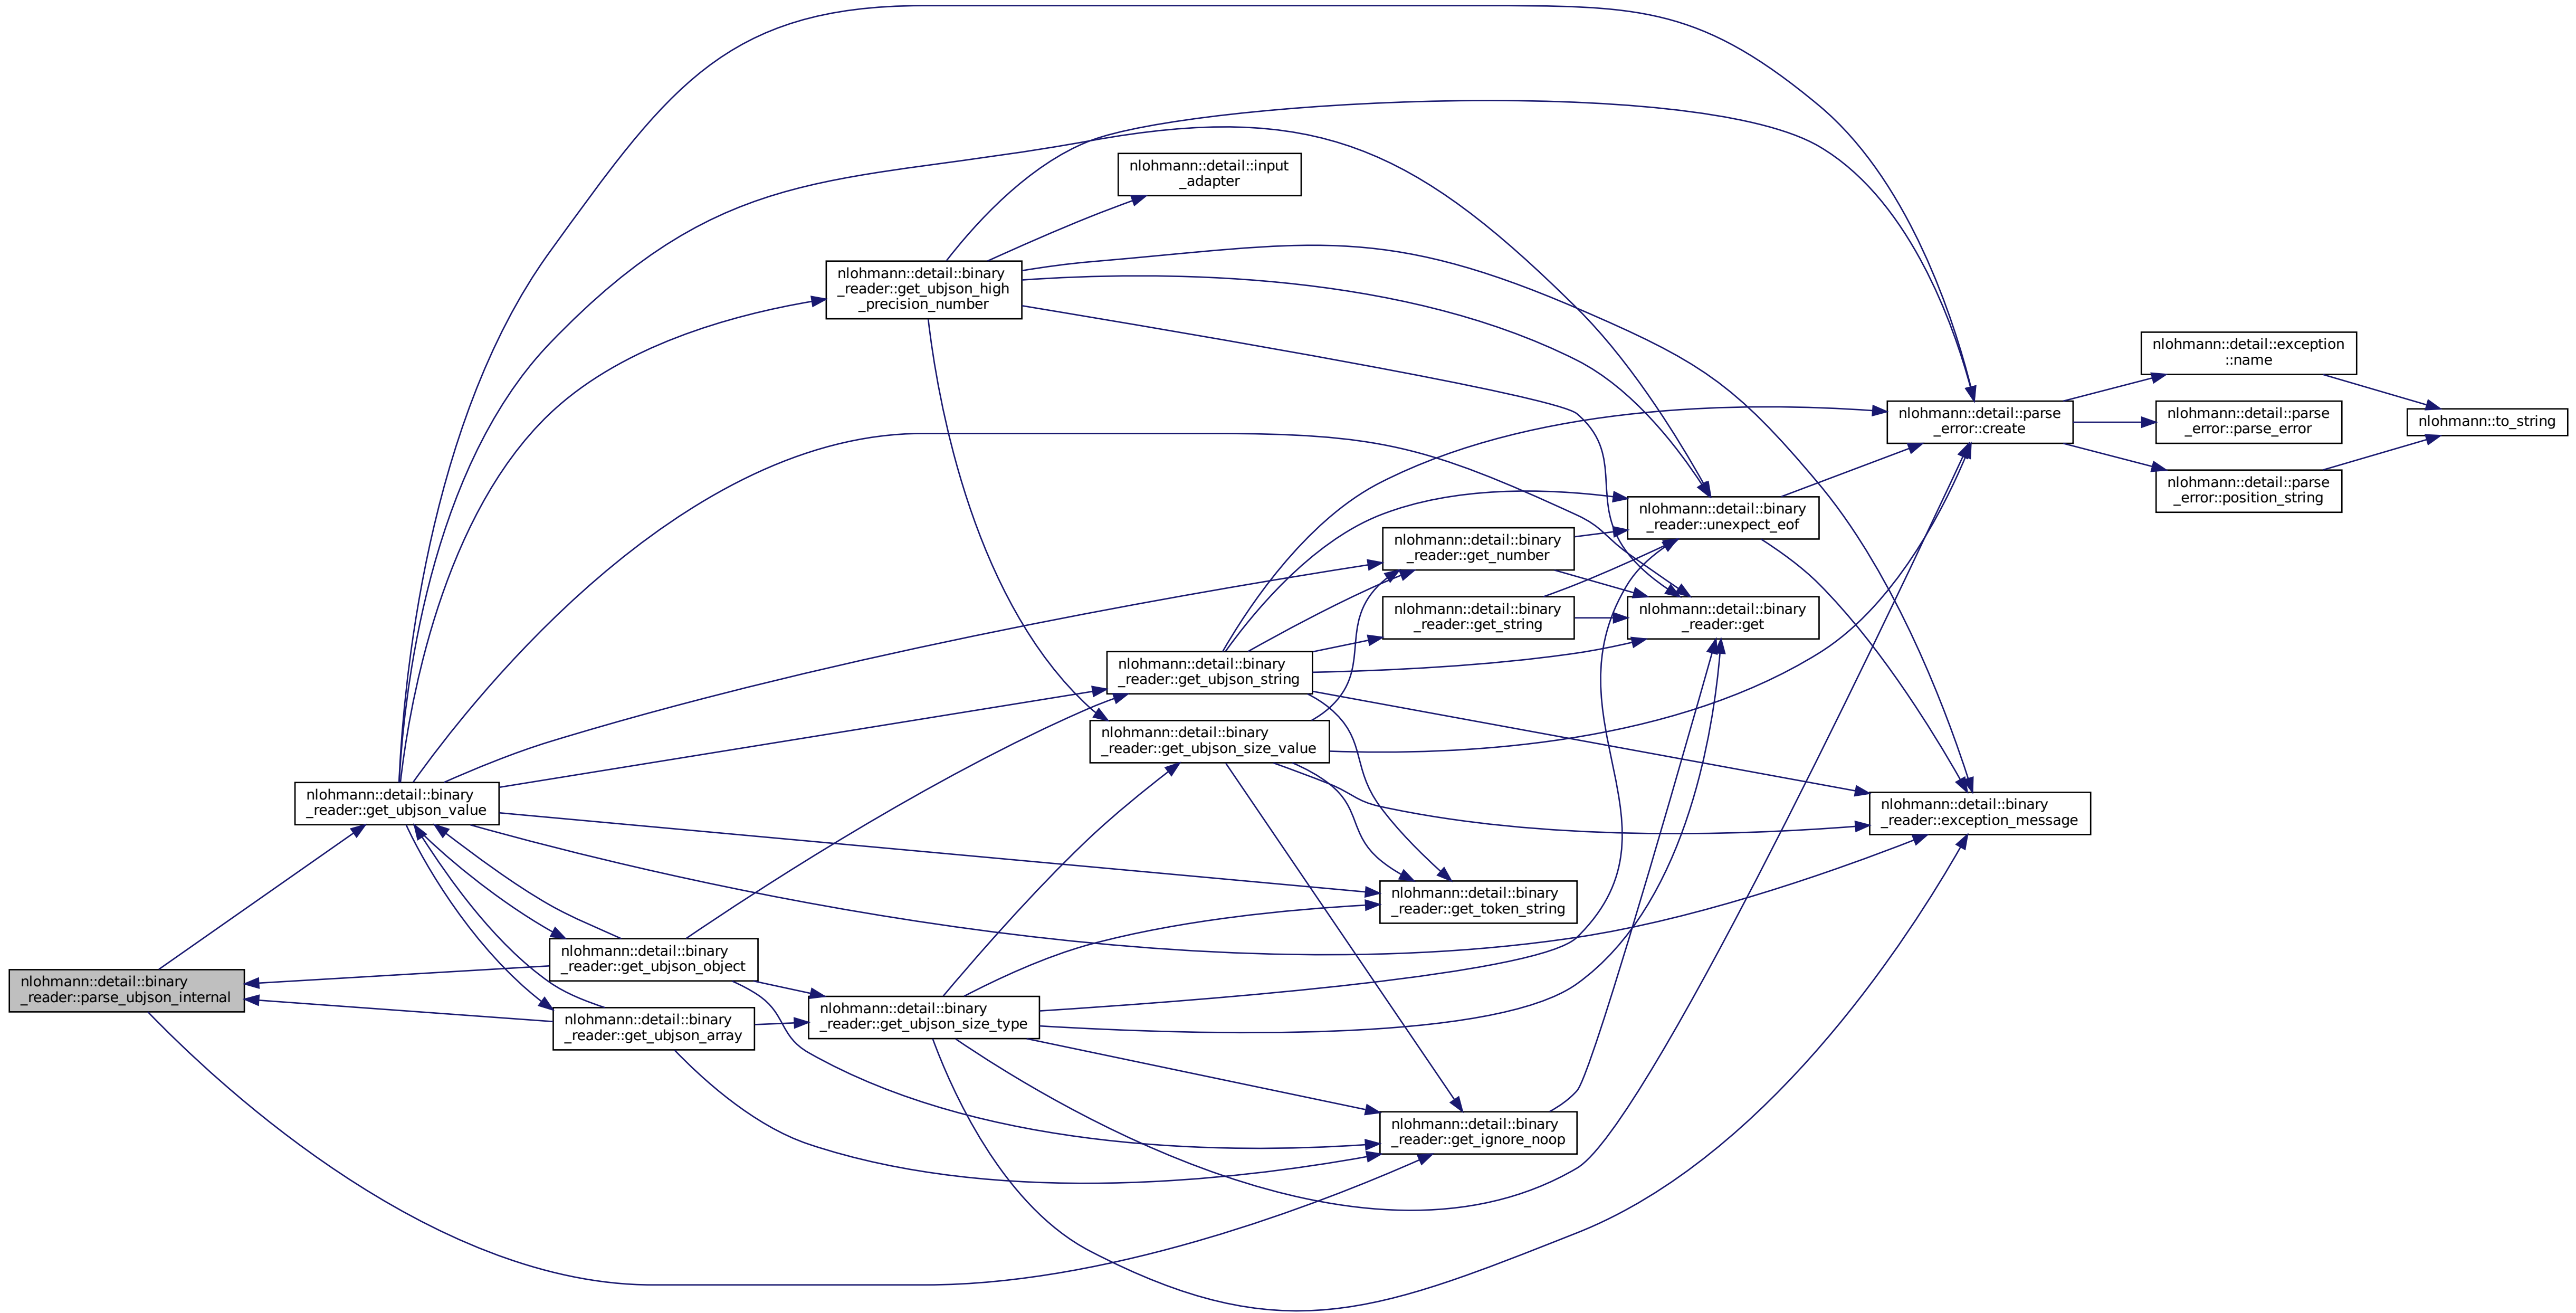 nlohmann::detail::input
_adapter
nlohmann::detail::binary
_reader::get_ubjson_high
_precision_number
nlohmann::detail::exception
::name
nlohmann::detail::parse
_error::create
nlohmann::detail::parse
_error::parse_error
nlohmann::to_string
nlohmann::detail::parse
_error::position_string
nlohmann::detail::binary
_reader::unexpect_eof
nlohmann::detail::binary
_reader::get_number
nlohmann::detail::binary
_reader::get_string
nlohmann::detail::binary
_reader::get
nlohmann::detail::binary
_reader::get_ubjson_string
nlohmann::detail::binary
_reader::get_ubjson_size_value
nlohmann::detail::binary
_reader::get_ubjson_value
nlohmann::detail::binary
_reader::exception_message
nlohmann::detail::binary
_reader::get_token_string
nlohmann::detail::binary
_reader::get_ubjson_object
nlohmann::detail::binary
_reader::parse_ubjson_internal
nlohmann::detail::binary
_reader::get_ubjson_size_type
nlohmann::detail::binary
_reader::get_ubjson_array
nlohmann::detail::binary
_reader::get_ignore_noop